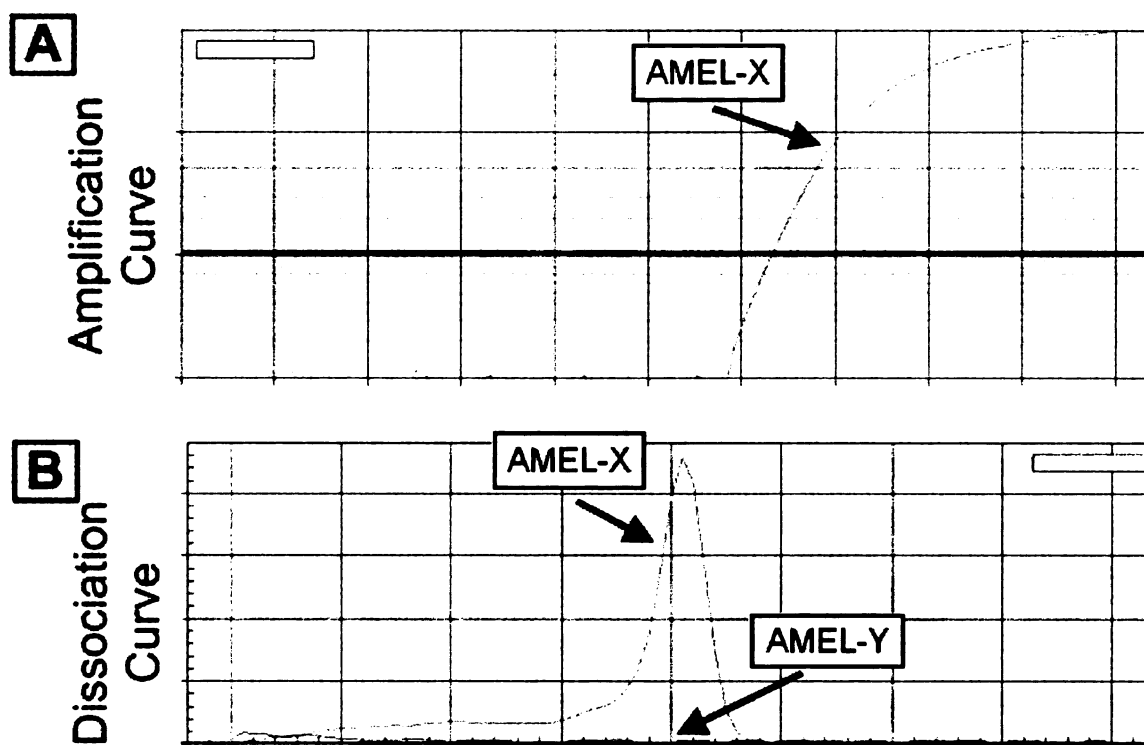 A
Amplification
Curve
AMEL-X
B
Dissociation
Curve
AMEL-X
AMEL-Y